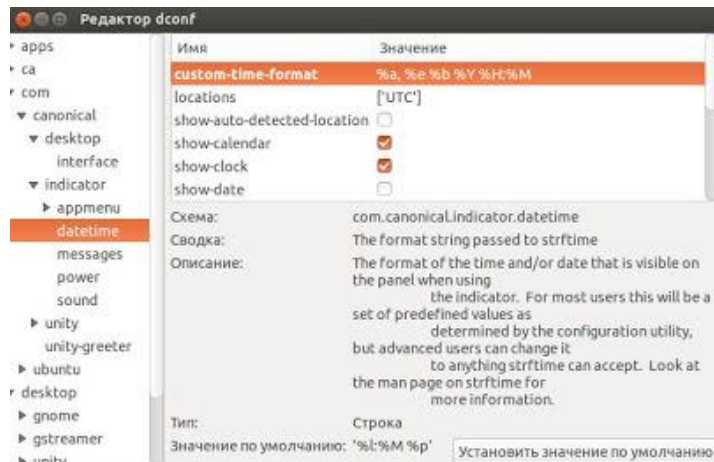 Редактор dconf
apps
ca
com
canonical
desktop
interface
indicator
appmenu
datetime
messages
power
sound
unity
unity-greeter
ubuntu
desktop
gnome
gstreamer
unity
Имя Значение
custom-time-format %a, %e %b %Y %H:%M
locations ['UTC']
show-auto-detected-location
show-calendar
show-clock
show-date
Схема: com.canonical.indicator.datetime
Сводка: The format string passed to strftime
Описание: The format of the time and/or date that is visible on
the panel when using
the indicator. For most users this will be a
set of predefined values as
determined by the configuration utility,
but advanced users can change it
to anything strftime can accept. Look at
the man page on strftime for
more information.
Тип: Строка
Значение по умолчанию: '%l:%M %p' Установить значение по умолчанию